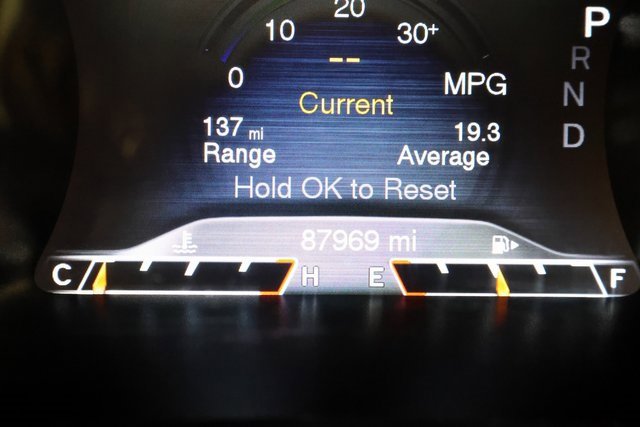 20
10 30+
0 MPG
--
Current
137 mi 19.3
Range Average
Hold OK to Reset
87969 mi
C H E F
P
R
N
D